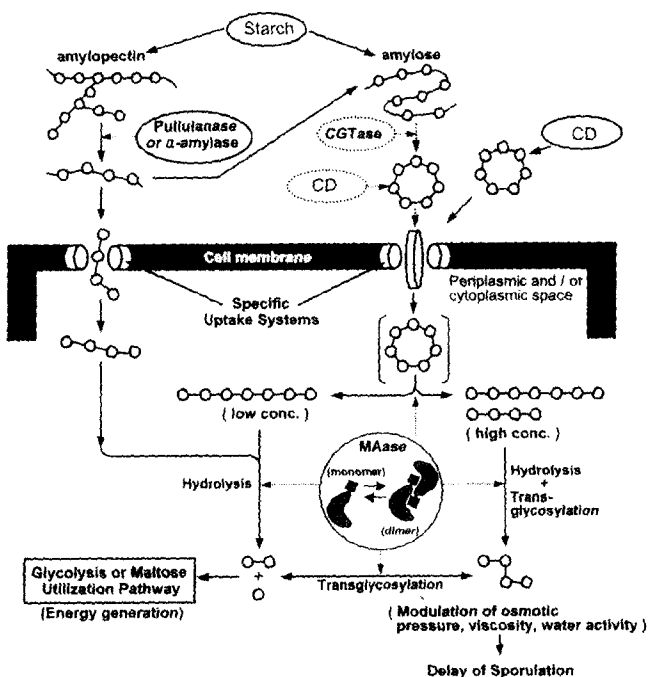 Starch
amylopectin
amylose
Pullulanase
or α-amylase
CGTase
CD
CD
Cell membrane
Periplasmic and / or
cytoplasmic space
Specific
Uptake Systems
( low conc. )
( high conc. )
MAase
(monomer)
(dimer)
Hydrolysis
Hydrolysis
+
Trans-
glycosylation
Glycolysis or Maltose
Utilization Pathway
(Energy generation)
+
Transglycosylation
( Modulation of osmotic
pressure, viscosity, water activity )
Delay of Sporulation